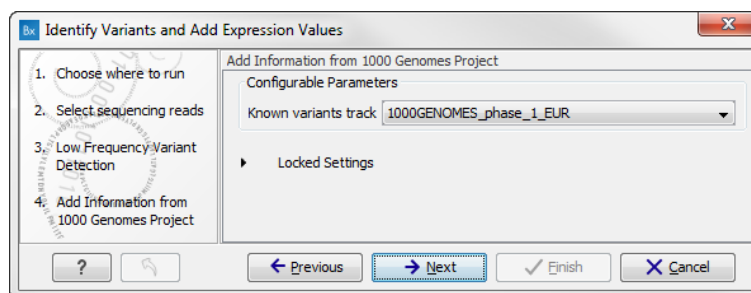 Bx Identify Variants and Add Expression Values
1. Choose where to run
2. Select sequencing reads
3. Low Frequency Variant
Detection
4. Add Information from
1000 Genomes Project
Add Information from 1000 Genomes Project
Configurable Parameters
Known variants track 1000GENOMES_phase_1_EUR
Locked Settings
? Previous Next Finish Cancel